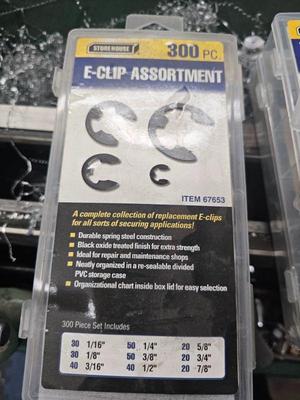 STOREHOUSE
300 PC.
E-CLIP ASSORTMENT
ITEM 67653
A complete collection of replacement E-clips
for all sorts of securing applications!
■ Durable spring steel construction
■ Black oxide treated finish for extra strength
■ Ideal for repair and maintenance shops
■ Neatly organized in a re-sealable divided
PVC storage case
■ Organizational chart inside box lid for easy selection
300 Piece Set Includes
30 1/16" 50 1/4" 20 5/8"
30 1/8" 50 3/8" 20 3/4"
40 3/16" 40 1/2" 20 7/8"